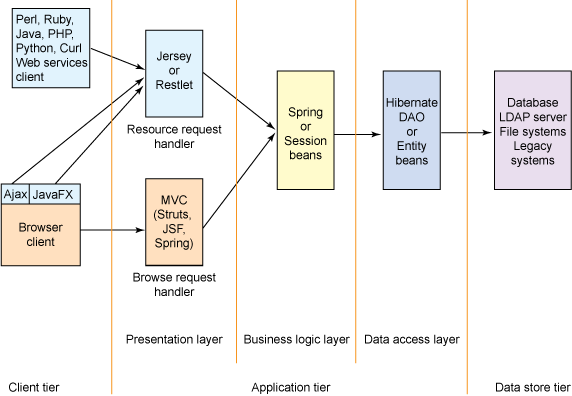 Perl, Ruby,
Java, PHP,
Python, Curl
Web services
client
Jersey
or
Restlet
Resource request
handler
Spring
or
Session
beans
Hibernate
DAO
or
Entity
beans
Database
LDAP server
File systems
Legacy
systems
Ajax
JavaFX
Browser
client
MVC
(Struts,
JSF,
Spring)
Browse request
handler
Presentation layer
Business logic layer
Data access layer
Client tier
Application tier
Data store tier